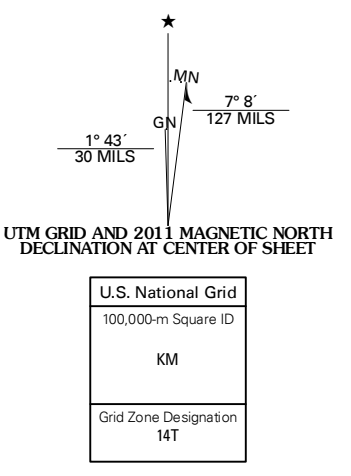 ★
MN
7° 8´
127 MILS
GN
1° 43´
30 MILS
UTM GRID AND 2011 MAGNETIC NORTH
DECLINATION AT CENTER OF SHEET
U.S. National Grid
100,000-m Square ID
KM
Grid Zone Designation
14T